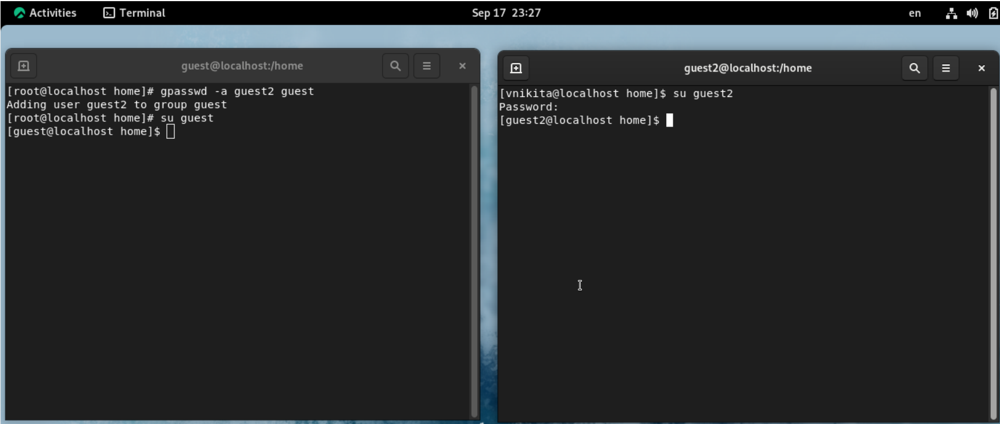 Activities Terminal Sep 17 23:27 en
guest@localhost:/home
[root@localhost home]# gpasswd -a guest2 guest
Adding user guest2 to group guest
[root@localhost home]# su guest
[guest@localhost home]$
guest2@localhost:/home
[vnikita@localhost home]$ su guest2
Password:
[guest2@localhost home]$